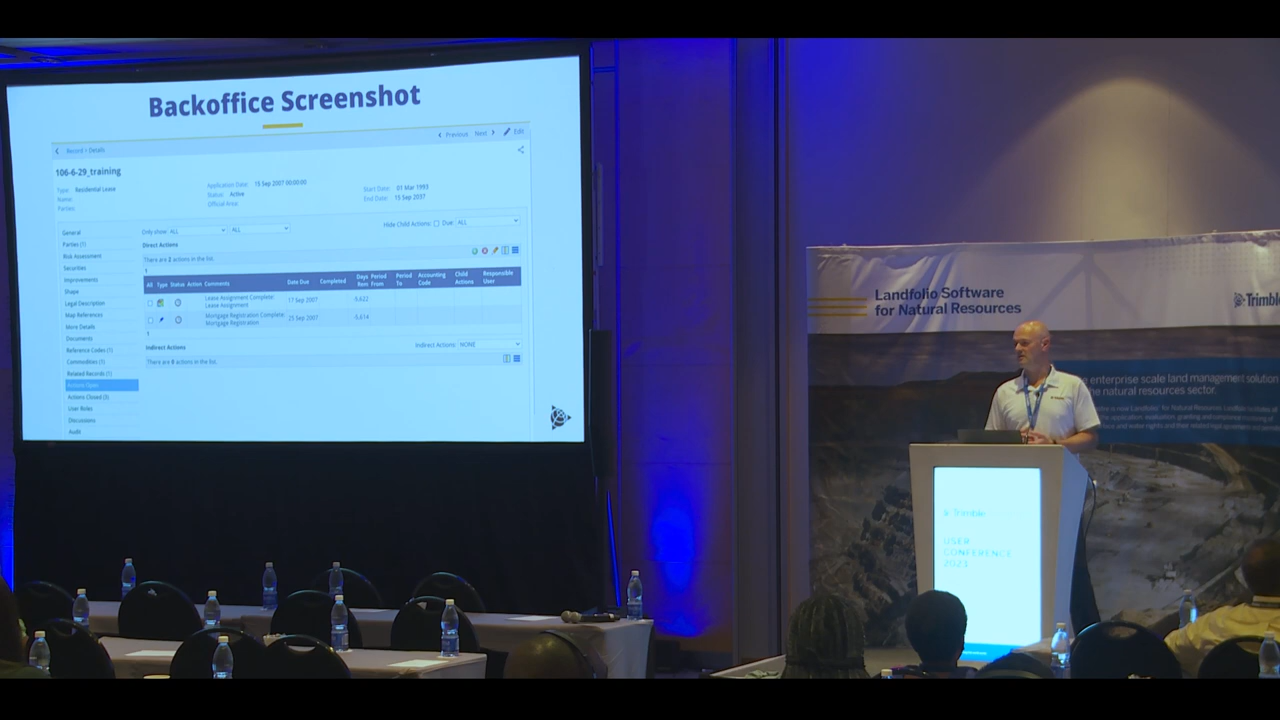 Backoffice Screenshot
Record > Details
Previous Next Edit
106-6-29_training
Type: Residential Lease
Name:
Parties:
Application Date: 15 Sep 2007 00:00:00
Status: Active
Official Area:
Start Date: 01 Mar 1993
End Date: 15 Sep 2037
General
Parties (1)
Risk Assessment
Securities
Improvements
Shape
Legal Description
Map References
More Details
Documents
Reference Codes (1)
Commodities (1)
Related Records (1)
Actions Open
Actions Closed (3)
User Roles
Discussions
Audit
Only show ALL ALL
Hide Child Actions: Due: ALL
Direct Actions
There are 2 actions in the list.
1
All Type Status Action Comments Date Due Completed Days Rem Period From Period To Accounting Code Child Actions Responsible User
Lease Assignment Complete: Lease Assignment 17 Sep 2007 -5,622
Mortgage Registration Complete: Mortgage Registration 25 Sep 2007 -5,614
1
Indirect Actions
Indirect Actions: NONE
There are 0 actions in the list.
Landfolio Software
for Natural Resources
Trimble
enterprise scale land management solution
the natural resources sector.
Trimble
USER
CONFERENCE
2023